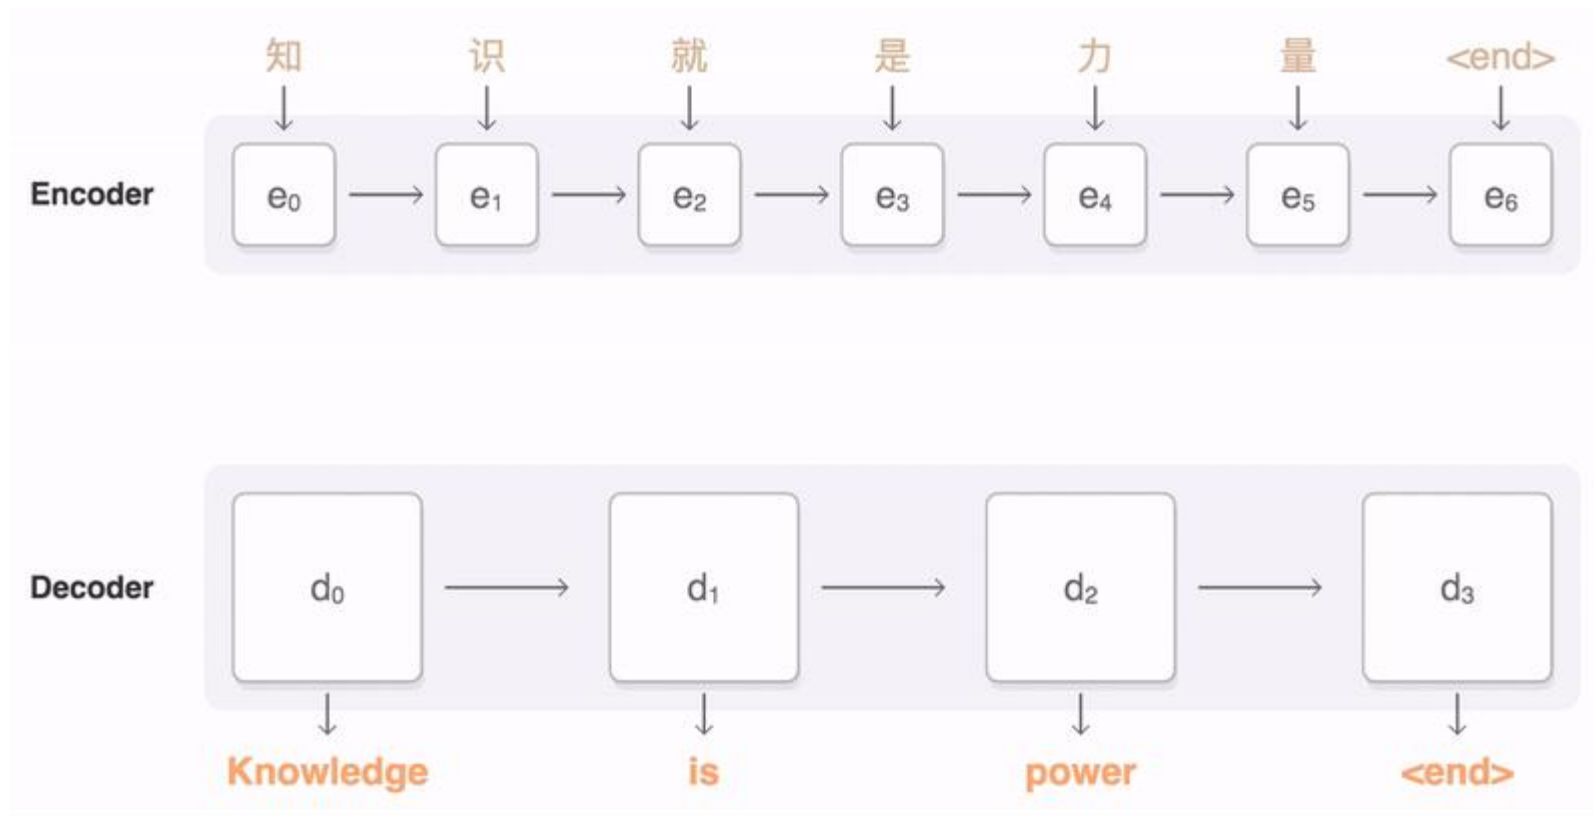 知 识 就 是 力 量 <end>
Encoder e₀ e₁ e₂ e₃ e₄ e₅ e₆
Decoder d₀ d₁ d₂ d₃
Knowledge is power <end>